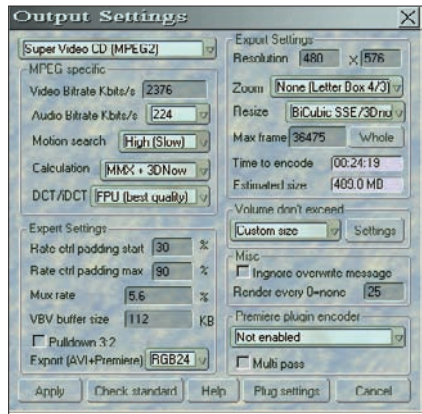 Output Settings
Super Video CD (MPEG2)
MPEG specific
Video Bitrate Kbits/s 2376
Audio Bitrate Kbits/s 224
Motion search High (Slow)
Calculation MMX + 3DNow
DCT/iDCT FPU (best quality)
Expert Settings
Rate ctrl padding start 30 %
Rate ctrl padding max 90 %
Mux rate 5.6 %
VBV buffer size 112 KB
Pulldown 3:2
Export (AVI+Premiere) RGB24
Export Settings
Resolution 480 X 576
Zoom None (Letter Box 4/3)
Resize BiCubic SSE/3Dno
Max frame 36475 Whole
Time to encode 00:24:19
Estimated size 409.0 MB
Volume don't exceed
Custom size Settings
Misc
Ingnore overwrite message
Render every 0=none 25
Premiere plugin encoder
Not enabled
Multi pass
Apply Check standard Help Plug settings Cancel